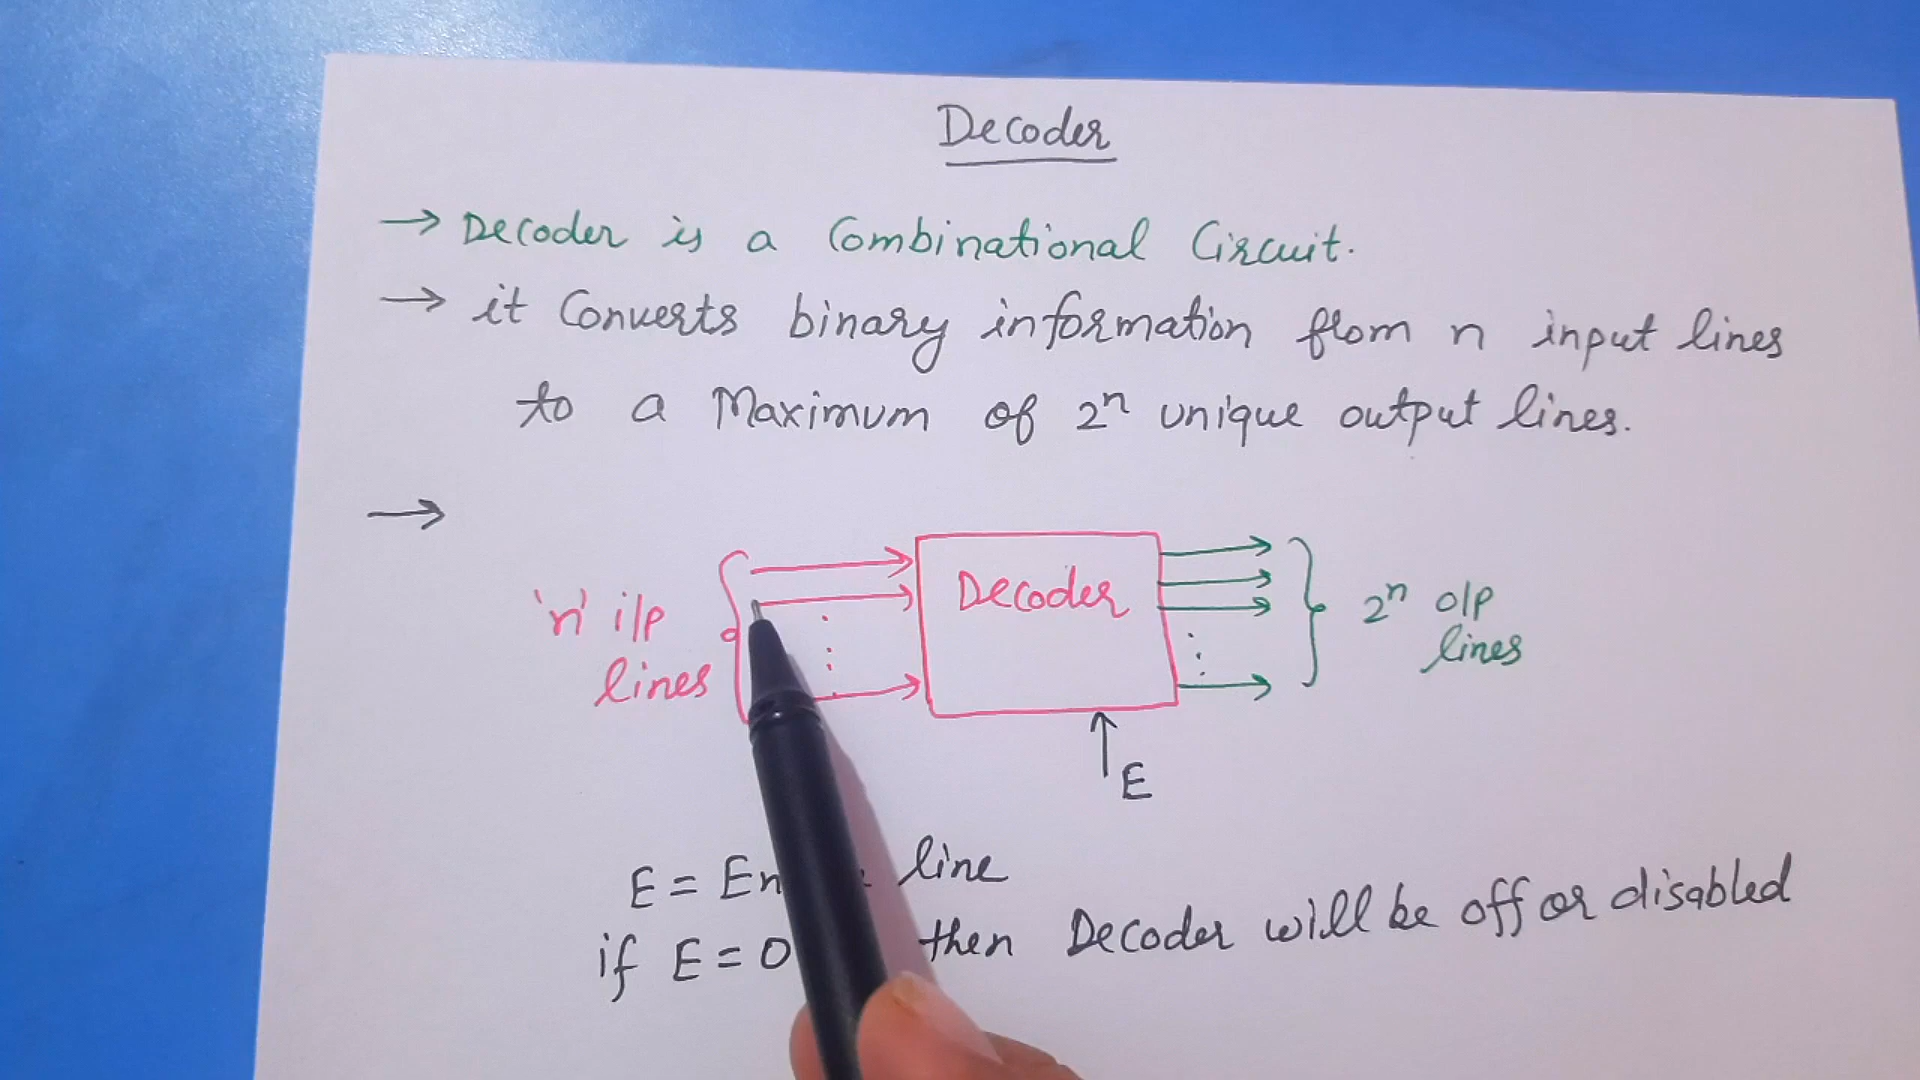 Decoder
→ Decoder is a Combinational Circuit.
→ it Converts binary information from n input lines
to a Maximum of 2ⁿ unique output lines.
→
'n' i/p
lines
Decoder
2ⁿ o/p
lines
E
E = line
if E = 0 then Decoder will be off or disabled